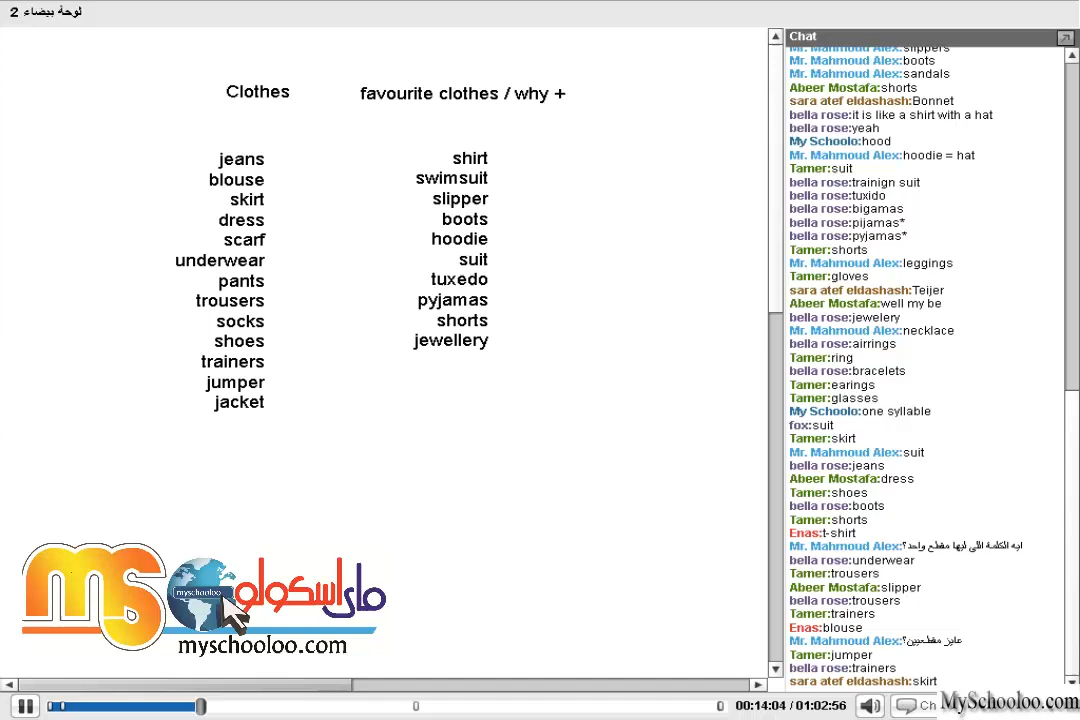 لوحة بيضاء 2
Clothes
favourite clothes / why +
jeans
blouse
skirt
dress
scarf
underwear
pants
trousers
socks
shoes
trainers
jumper
jacket
shirt
swimsuit
slipper
boots
hoodie
suit
tuxedo
pyjamas
shorts
jewellery
ms
myschooloo
ماى اسكولو
myschooloo.com
Chat
Mr. Mahmoud Alex:slippers
Mr. Mahmoud Alex:boots
Mr. Mahmoud Alex:sandals
Abeer Mostafa:shorts
sara atef eldashash:Bonnet
bella rose:it is like a shirt with a hat
bella rose:yeah
My Schoolo:hood
Mr. Mahmoud Alex:hoodie = hat
Tamer:suit
bella rose:trainign suit
bella rose:tuxido
bella rose:bigamas
bella rose:pijamas*
bella rose:pyjamas*
Tamer:shorts
Mr. Mahmoud Alex:leggings
Tamer:gloves
sara atef eldashash:Teijer
Abeer Mostafa:well my be
bella rose:jewelery
Mr. Mahmoud Alex:necklace
bella rose:airrings
Tamer:ring
bella rose:bracelets
Tamer:earings
Tamer:glasses
My Schoolo:one syllable
fox:suit
Tamer:skirt
Mr. Mahmoud Alex:suit
bella rose:jeans
Abeer Mostafa:dress
Tamer:shoes
bella rose:boots
Tamer:shorts
Enas:t-shirt
Mr. Mahmoud Alex:ايه الكلمة اللى ليها مقطع واحد؟
bella rose:underwear
Tamer:trousers
Abeer Mostafa:slipper
bella rose:trousers
Tamer:trainers
Enas:blouse
Mr. Mahmoud Alex:عايز مقطعيين؟
Tamer:jumper
bella rose:trainers
sara atef eldashash:skirt
00:14:04 / 01:02:56
Ch
MySchooloo.com